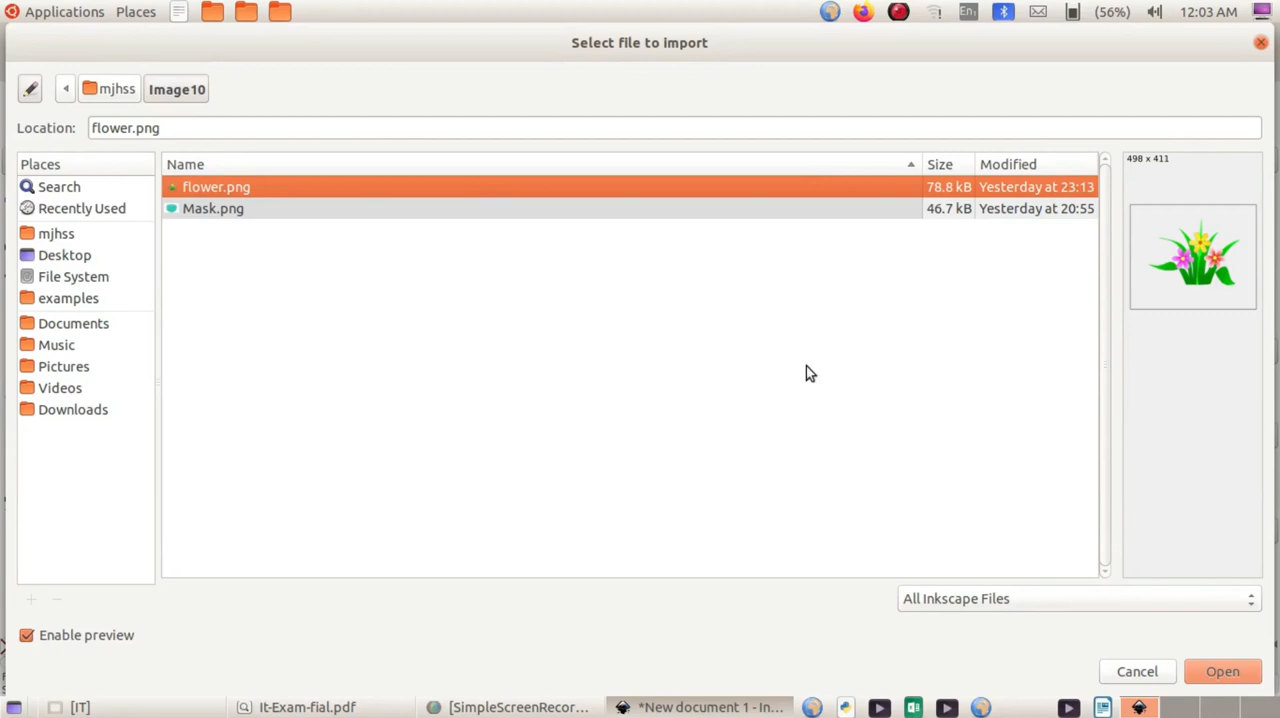 Applications Places En1 (56%) 12:03 AM
Select file to import
mjhss Image10
Location: flower.png
Places Name Size Modified 498 x 411
Search flower.png 78.8 kB Yesterday at 23:13
Recently Used Mask.png 46.7 kB Yesterday at 20:55
mjhss
Desktop
File System
examples
Documents
Music
Pictures
Videos
Downloads
All Inkscape Files
Enable preview
Cancel Open
[IT] It-Exam-fial.pdf [SimpleScreenRecor... *New document 1 - In...